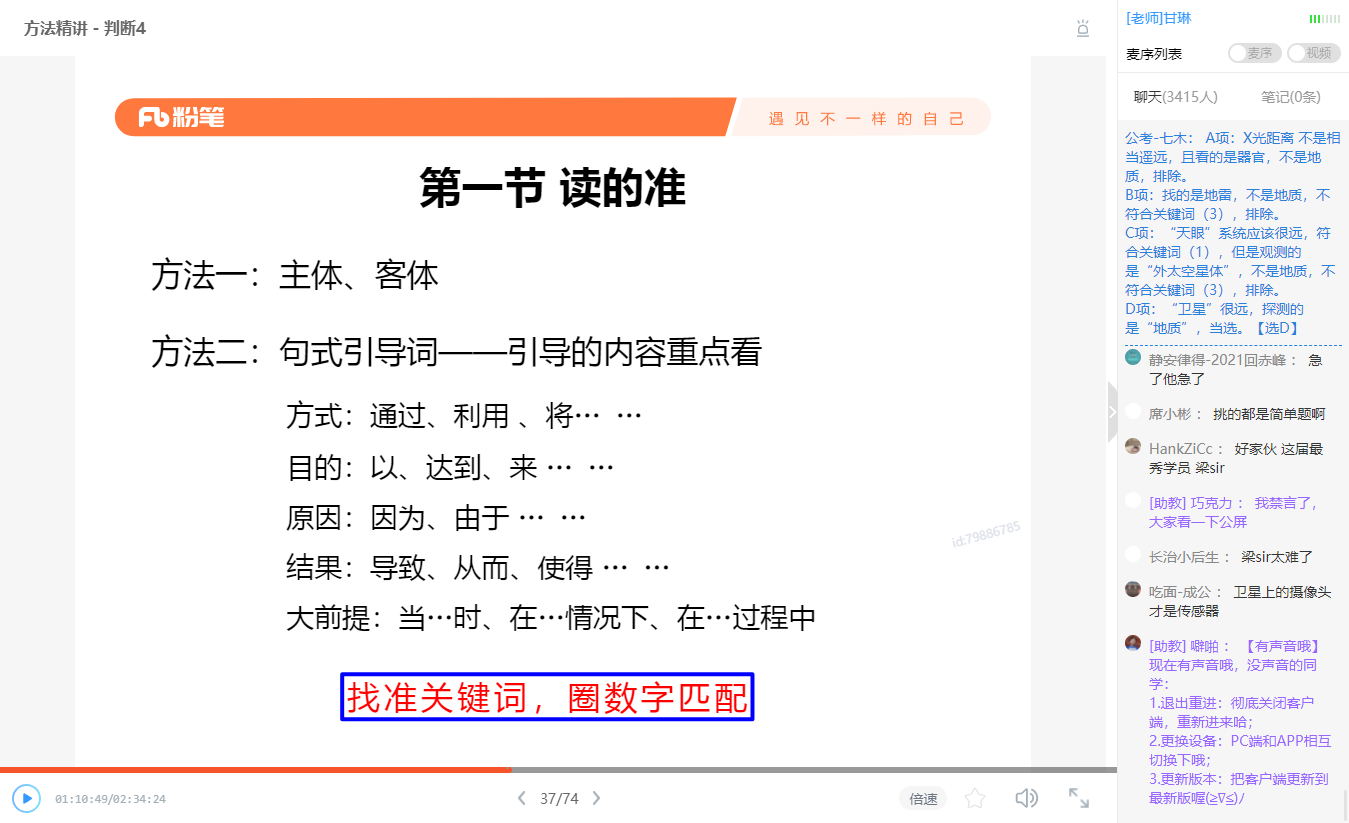 方法精讲 - 判断4
粉笔
遇见不一样的自己
第一节 读的准
方法一：主体、客体
方法二：句式引导词——引导的内容重点看
方式：通过、利用 、将… …
目的：以、达到、来 … …
原因：因为、由于 … …
结果：导致、从而、使得 … …
大前提：当…时、在…情况下、在…过程中
找准关键词，圈数字匹配
id:79886785
01:10:49/02:34:24
37/74
倍速
[老师]甘琳
麦序列表
麦序
视频
聊天(3415人)
笔记(0条)
公考-七木： A项：X光距离 不是相
当遥远，且看的是器官，不是地
质，排除。
B项：找的是地雷，不是地质，不
符合关键词（3），排除。
C项：“天眼”系统应该很远，符
合关键词（1），但是观测的
是“外太空星体”，不是地质，不
符合关键词（3），排除。
D项：“卫星”很远，探测的
是“地质”，当选。【选D】
静安律得-2021回赤峰： 急
了他急了
席小彬： 挑的都是简单题啊
HankZiCc： 好家伙 这届最
秀学员 梁sir
[助教] 巧克力： 我禁言了，
大家看一下公屏
长治小后生： 梁sir太难了
吃面-成公： 卫星上的摄像头
才是传感器
[助教] 噼啪： 【有声音哦】
现在有声音哦，没声音的同
学：
1.退出重进：彻底关闭客户
端，重新进来哈；
2.更换设备：PC端和APP相互
切换下哦；
3.更新版本：把客户端更新到
最新版喔(≥∇≤)/